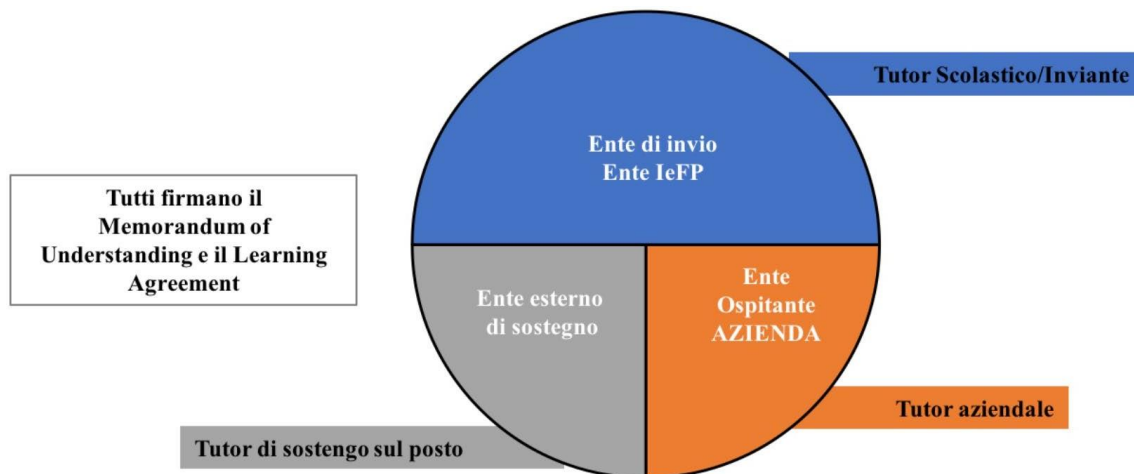 Tutor Scolastico/Inviante
Ente di invio
Ente IeFP
Tutti firmano il
Memorandum of
Understanding e il Learning
Agreement
Ente esterno
di sostegno
Ente
Ospitante
AZIENDA
Tutor aziendale
Tutor di sostengo sul posto